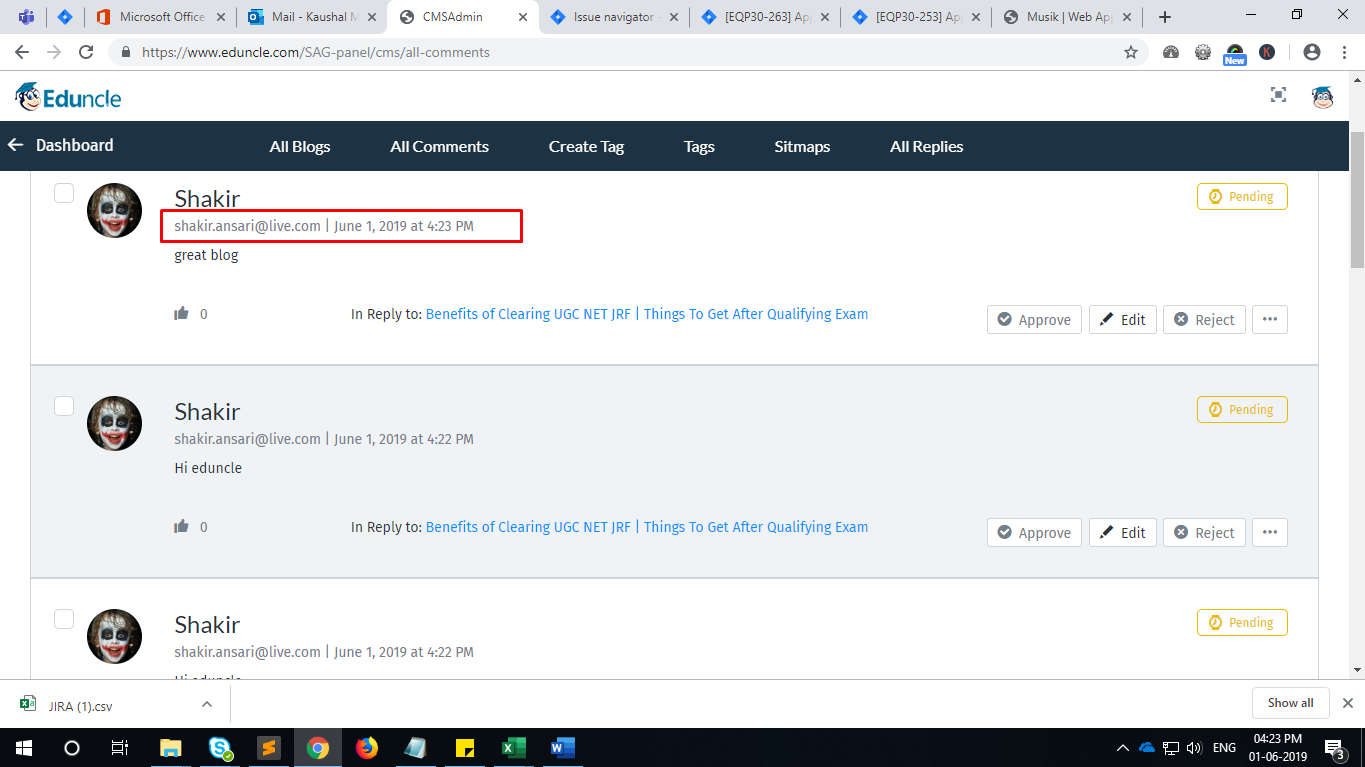 Microsoft Office
Mail - Kaushal M
CMSAdmin
Issue navigator
[EQP30-263] Ap
[EQP30-253] Ap
Musik | Web Ap
https://www.eduncle.com/SAG-panel/cms/all-comments
New
K
Eduncle
Dashboard
All Blogs
All Comments
Create Tag
Tags
Sitmaps
All Replies
Shakir
Pending
shakir.ansari@live.com | June 1, 2019 at 4:23 PM
great blog
0
In Reply to: Benefits of Clearing UGC NET JRF | Things To Get After Qualifying Exam
Approve
Edit
Reject
Shakir
Pending
shakir.ansari@live.com | June 1, 2019 at 4:22 PM
Hi eduncle
0
In Reply to: Benefits of Clearing UGC NET JRF | Things To Get After Qualifying Exam
Approve
Edit
Reject
Shakir
Pending
shakir.ansari@live.com | June 1, 2019 at 4:22 PM
Hi eduncle
JIRA (1).csv
Show all
ENG
04:23 PM
01-06-2019
3